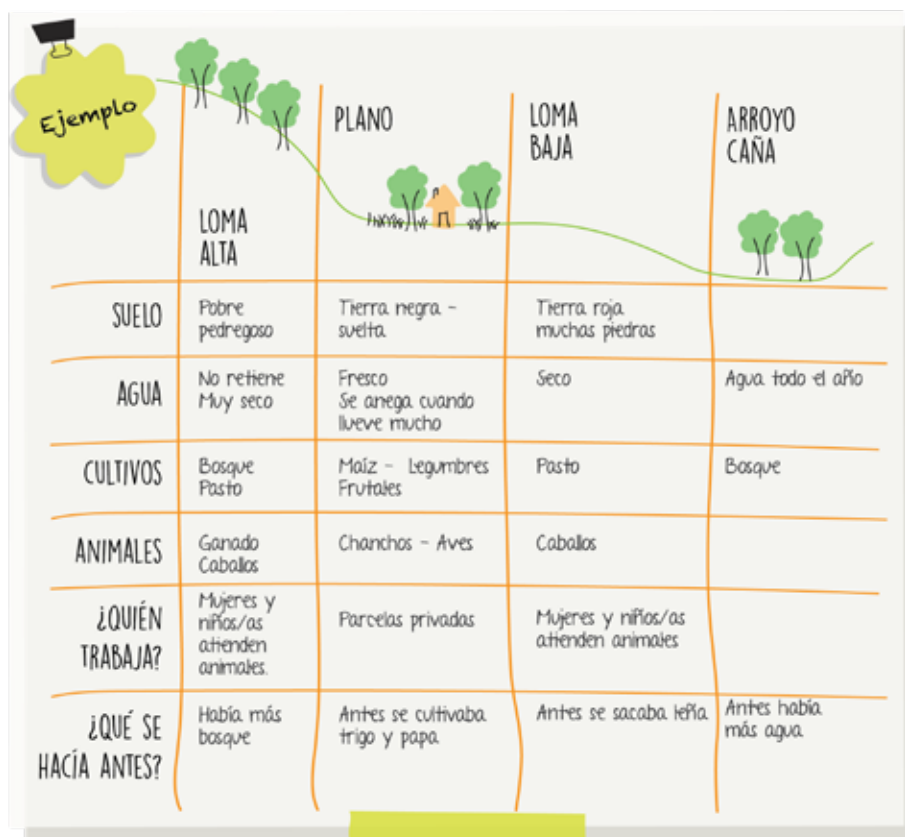 Ejemplo
PLANO
LOMA
BAJA
ARROYO
CAÑA
LOMA
ALTA
SUELO
Pobre
pedregoso
Tierra negra -
suelta
Tierra roja
muchas piedras
AGUA
No retiene
Muy seco
Fresco
Se anega cuando
llueve mucho
Seco
Agua todo el año
CULTIVOS
Bosque
Pasto
Maíz - Legumbres
Frutales
Pasto
Bosque
ANIMALES
Ganado
Caballos
Chanchos - Aves
Caballos
¿QUIÉN
TRABAJA?
Mujeres y
niños/as
atienden
animales.
Parcelas privadas
Mujeres y niños/as
atienden animales
¿QUÉ SE
HACÍA ANTES?
Había más
bosque
Antes se cultivaba
trigo y papa
Antes se sacaba leña
Antes había
más agua